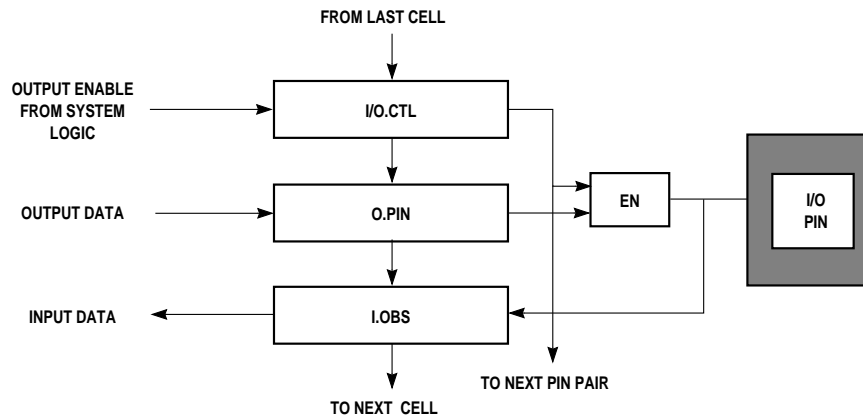 FROM LAST CELL
OUTPUT ENABLE
FROM SYSTEM
LOGIC
I/O.CTL
EN
I/O
PIN
OUTPUT DATA
O.PIN
INPUT DATA
I.OBS
TO NEXT PIN PAIR
TO NEXT CELL